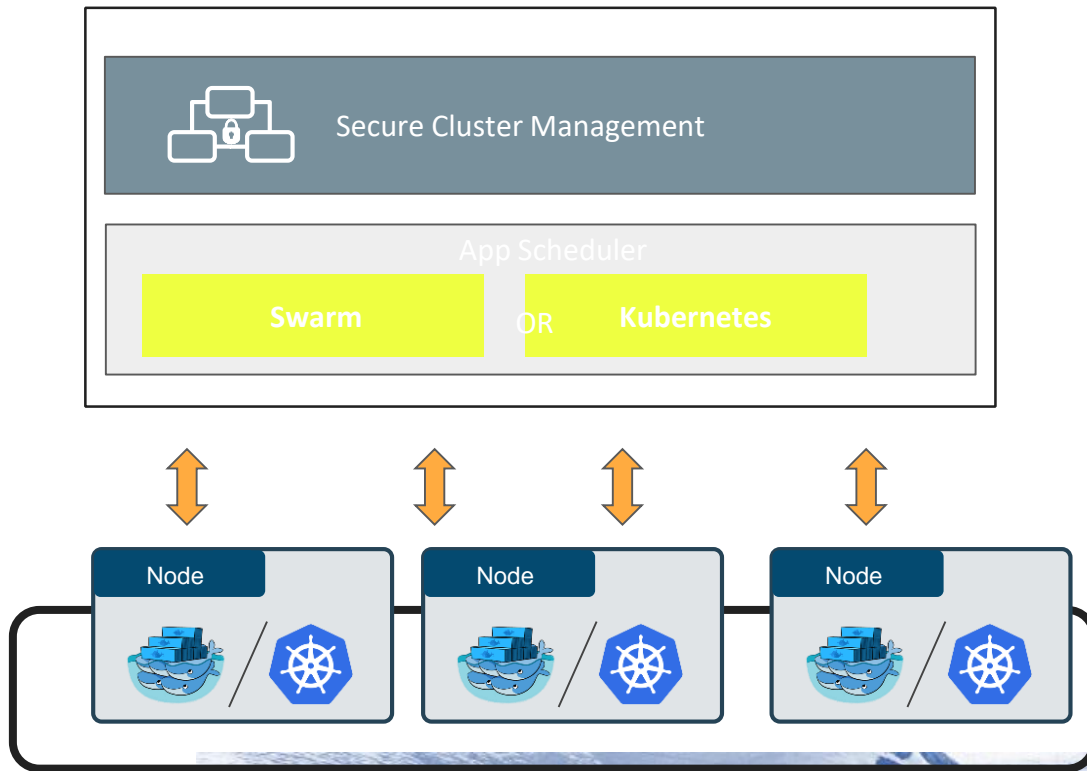 Secure Cluster Management
App Scheduler
Swarm OR Kubernetes
Node Node Node